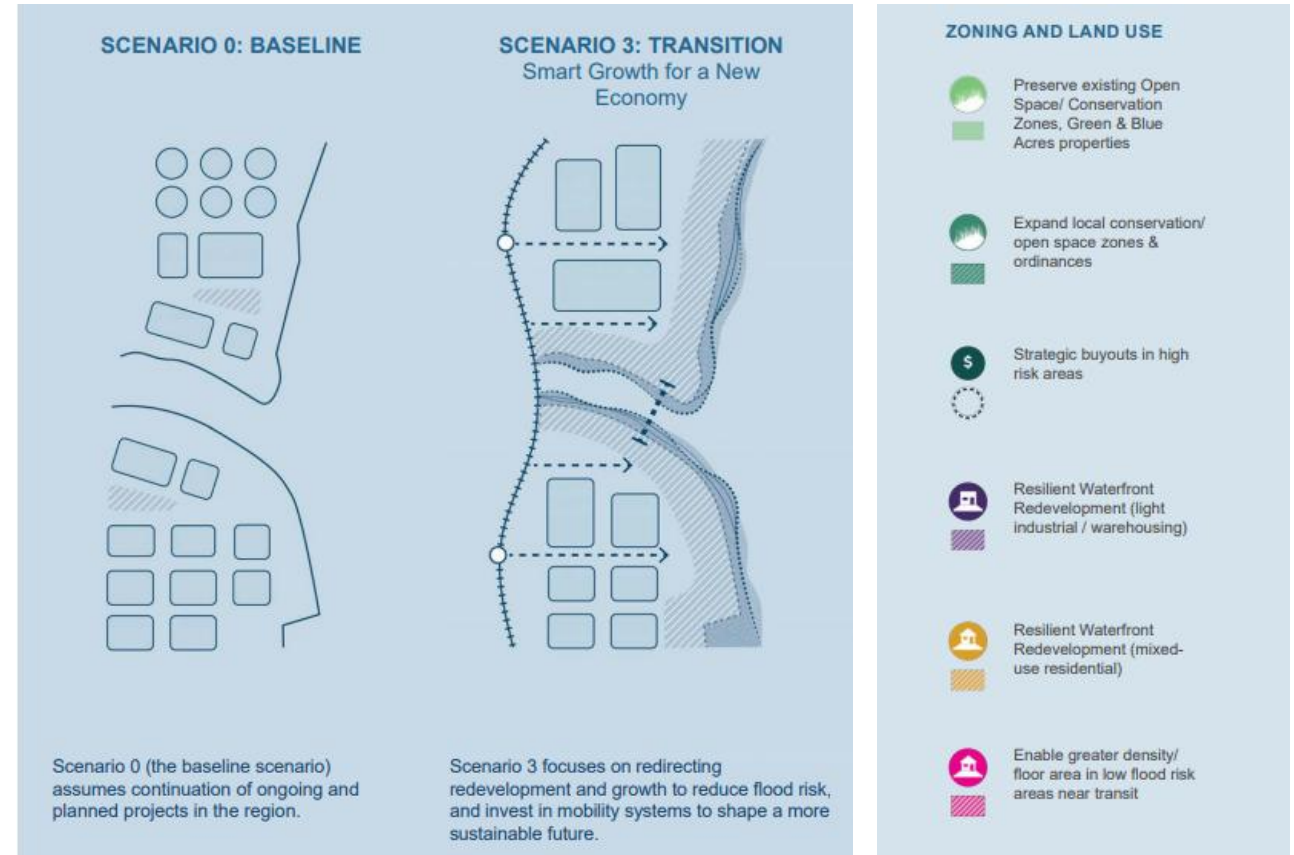 SCENARIO 0: BASELINE
SCENARIO 3: TRANSITION
Smart Growth for a New
Economy
Scenario 0 (the baseline scenario)
assumes continuation of ongoing and
planned projects in the region.
Scenario 3 focuses on redirecting
redevelopment and growth to reduce flood risk,
and invest in mobility systems to shape a more
sustainable future.
ZONING AND LAND USE
Preserve existing Open
Space/ Conservation
Zones, Green & Blue
Acres properties
Expand local conservation/
open space zones &
ordinances
$
Strategic buyouts in high
risk areas
Resilient Waterfront
Redevelopment (light
industrial / warehousing)
Resilient Waterfront
Redevelopment (mixed-
use residential)
Enable greater density/
floor area in low flood risk
areas near transit